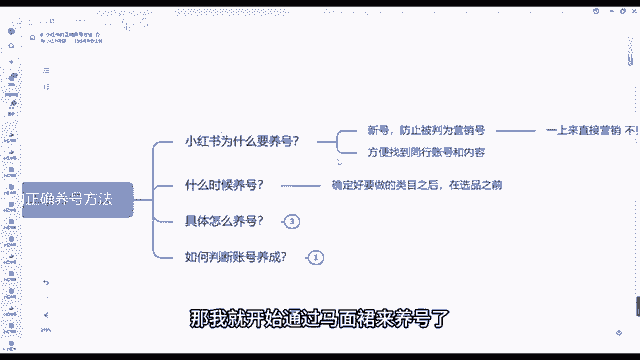 正确养号方法
小红书为什么要养号?
新号，防止被判为营销号
一上来直接营销 不
方便找到同行账号和内容
什么时候养号?
确定好要做的类目之后，在选品之前
具体怎么养号?
3
如何判断账号养成?
1
那我就开始通过马面裙来养号了